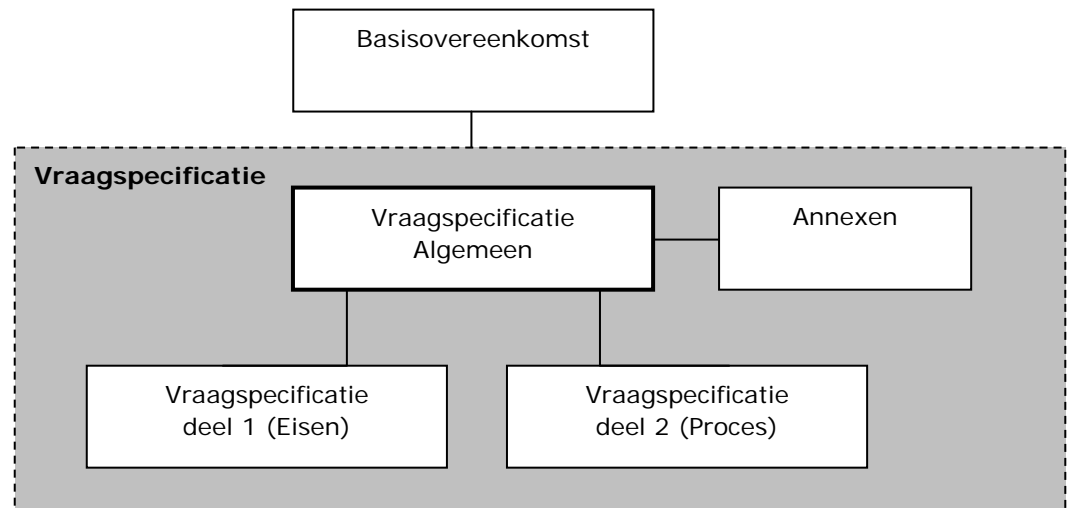 Basisovereenkomst
Vraagspecificatie
Vraagspecificatie
Algemeen
Annexen
Vraagspecificatie
deel 1 (Eisen)
Vraagspecificatie
deel 2 (Proces)